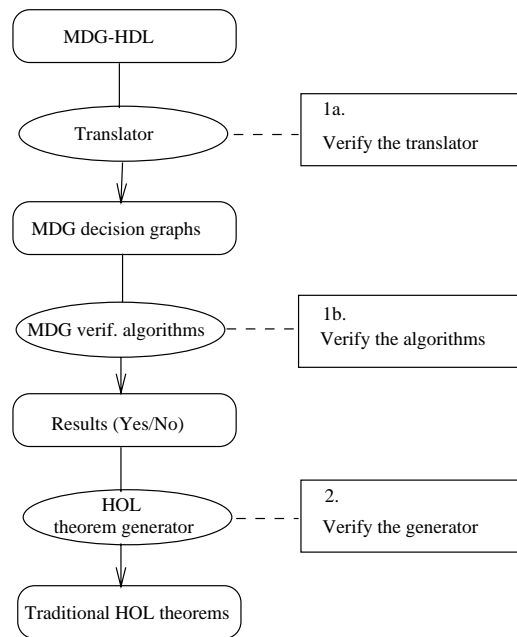 MDG-HDL
1a.
Translator
Verify the translator
MDG decision graphs
1b.
MDG verif. algorithms
Verify the algorithms
Results (Yes/No)
2.
HOL
theorem generator
Verify the generator
Traditional HOL theorems